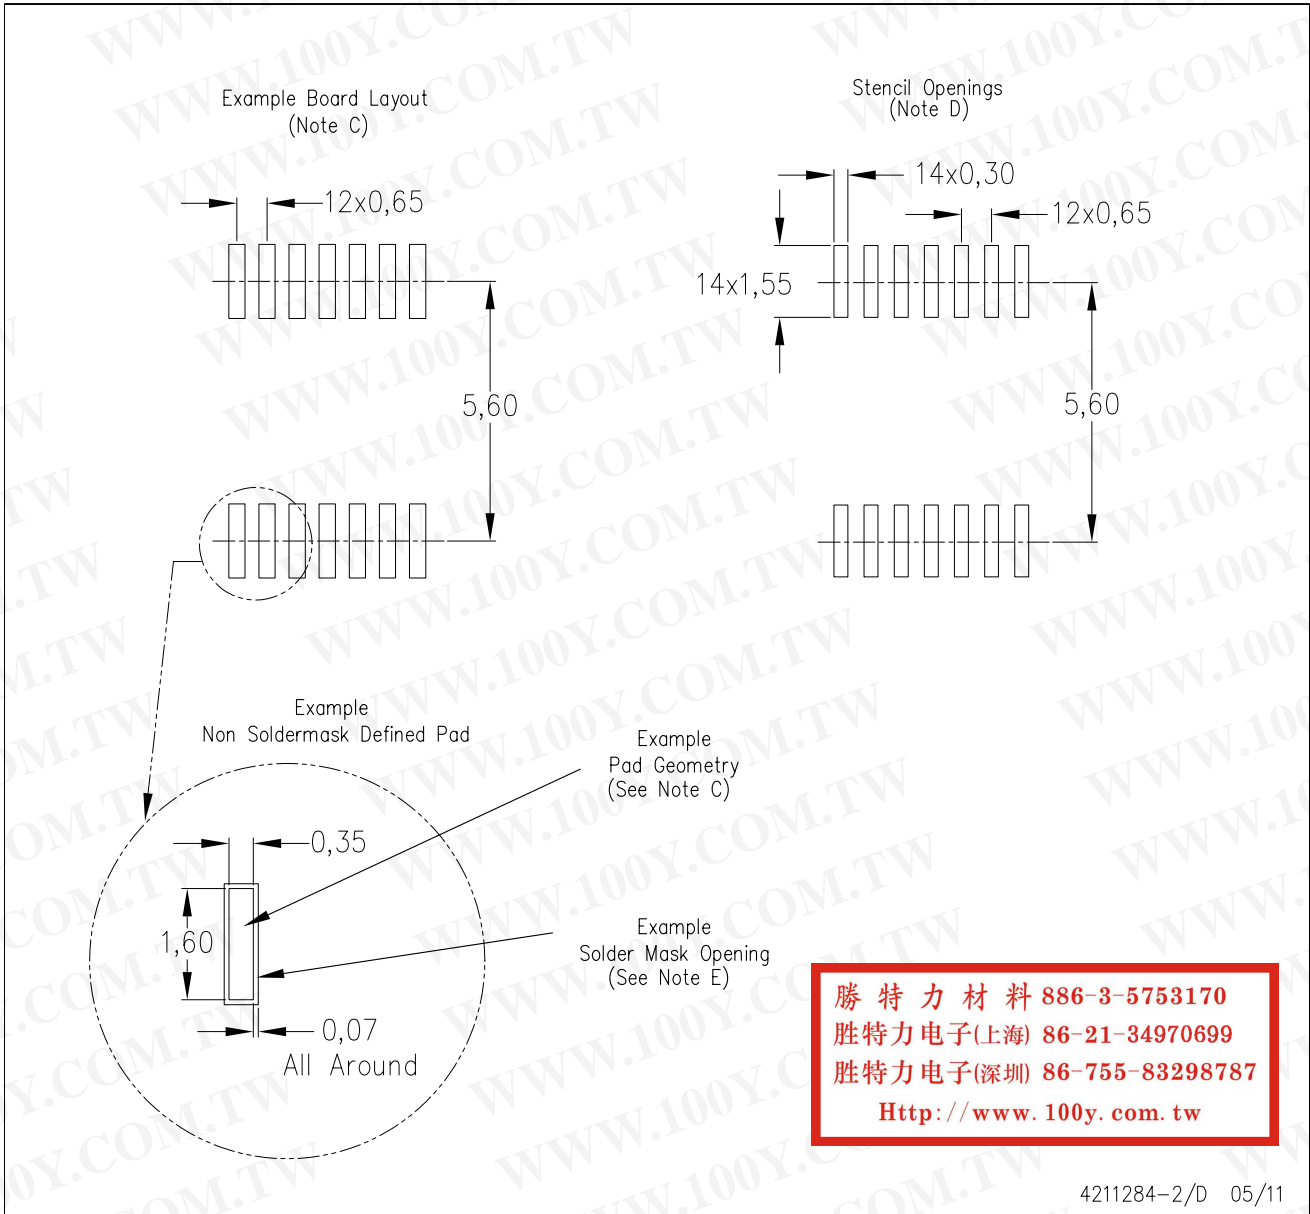 Example Board Layout
(Note C)
12x0,65
5,60
Stencil Openings
(Note D)
14x0,30
12x0,65
14x1,55
5,60
Example
Non Soldermask Defined Pad
0,35
1,60
0,07
All Around
Example
Pad Geometry
(See Note C)
Example
Solder Mask Opening
(See Note E)
勝 特 力 材 料 886-3-5753170
胜特力电子(上海) 86-21-34970699
胜特力电子(深圳) 86-755-83298787
Http://www.100y.com.tw
4211284-2/D 05/11
WWW.100Y.COM.TW